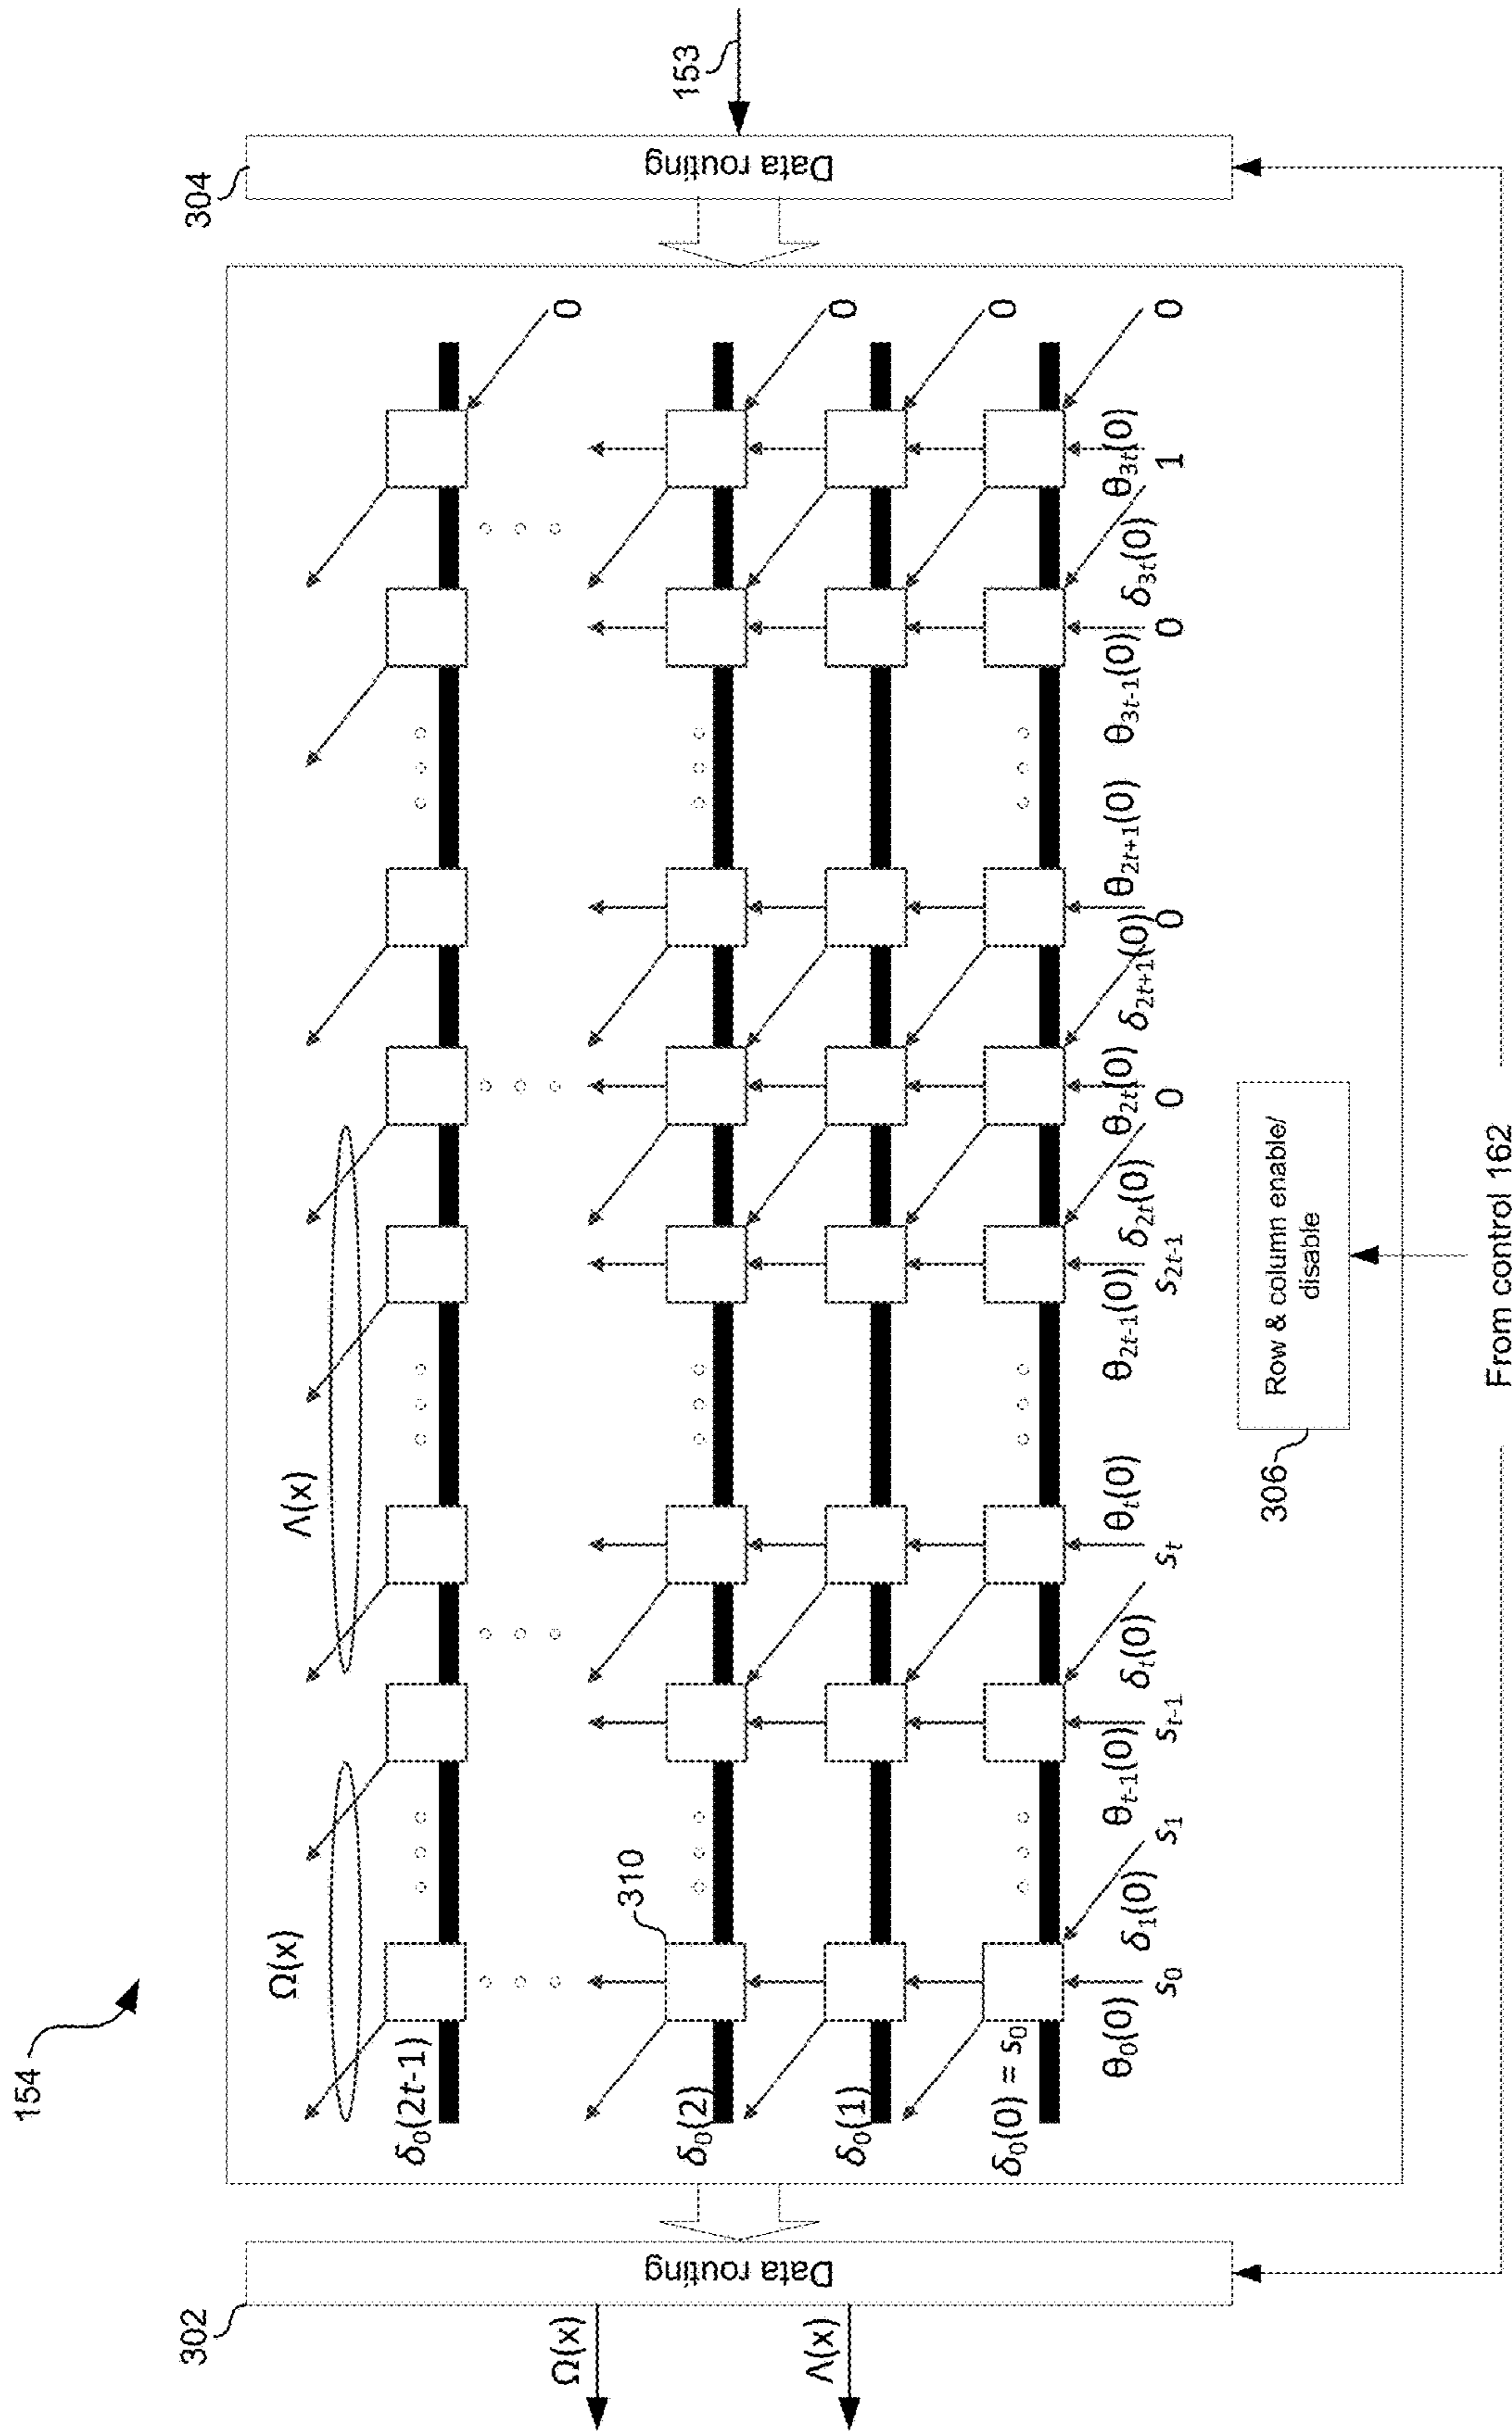 154
302
Data routing
Ω(x)
Λ(x)
304
Data routing
153
Ω(x)
Λ(x)
δ₀(2t-1)
310
δ₀(2)
δ₀(1)
δ₀(0) = s₀
0
0
0
0
θ₀(0) δ₁(0) θₜ₋₁(0) δₜ(0) θₜ(0) θ₂ₜ₋₁(0) δ₂ₜ(0) θ₂ₜ(0) δ₂ₜ₊₁(0) θ₂ₜ₊₁(0) θ₃ₜ₋₁(0) δ₃ₜ(0) θ₃ₜ(0)
s₀ s₁ sₜ₋₁ sₜ s₂ₜ₋₁ 0 0 0 1
306
Row & column enable/
disable
From control 162